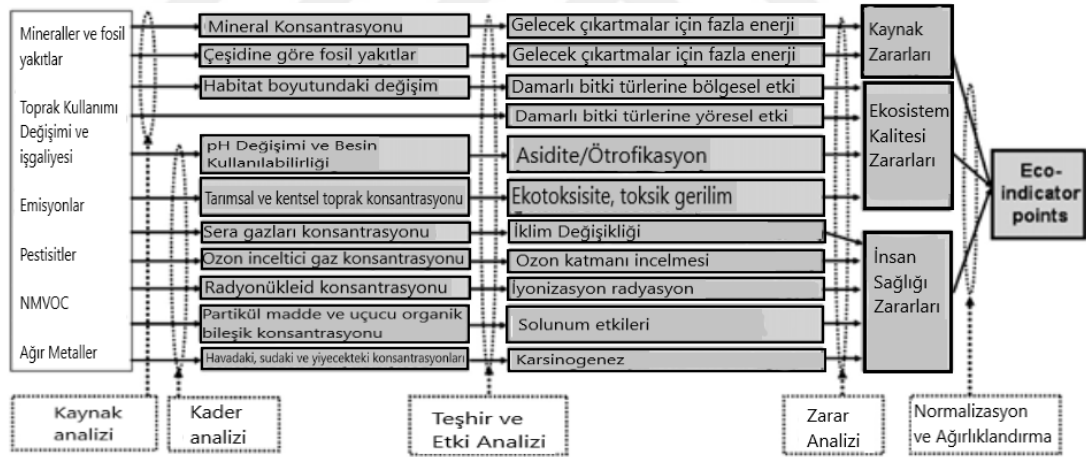 Mineraller ve fosil
yakıtlar
Toprak Kullanımı
Değişimi ve
işgaliyesi
Emisyonlar
Pestisitler
NMVOC
Ağır Metaller
Mineral Konsantrasyonu
Çeşidine göre fosil yakıtlar
Habitat boyutundaki değişim
pH Değişimi ve Besin
Kullanılabilirliği
Tarımsal ve kentsel toprak konsantrasyonu
Sera gazları konsantrasyonu
Ozon inceltici gaz konsantrasyonu
Radyonükleid konsantrasyonu
Partikül madde ve uçucu organik
bileşik konsantrasyonu
Havadaki, sudaki ve yiyecekteki konsantrasyonları
Gelecek çıkartmalar için fazla enerji
Gelecek çıkartmalar için fazla enerji
Damarlı bitki türlerine bölgesel etki
Damarlı bitki türlerine yöresel etki
Asidite/Ötrofikasyon
Ekotoksisite, toksik gerilim
İklim Değişikliği
Ozon katmanı incelmesi
İyonizasyon radyasyon
Solunum etkileri
Karsinogenez
Kaynak
Zararları
Ekosistem
Kalitesi
Zararları
İnsan
Sağlığı
Zararları
Eco-
indicator
points
Kaynak
analizi
Kader
analizi
Teşhir ve
Etki Analizi
Zarar
Analizi
Normalizasyon
ve Ağırlıklandırma